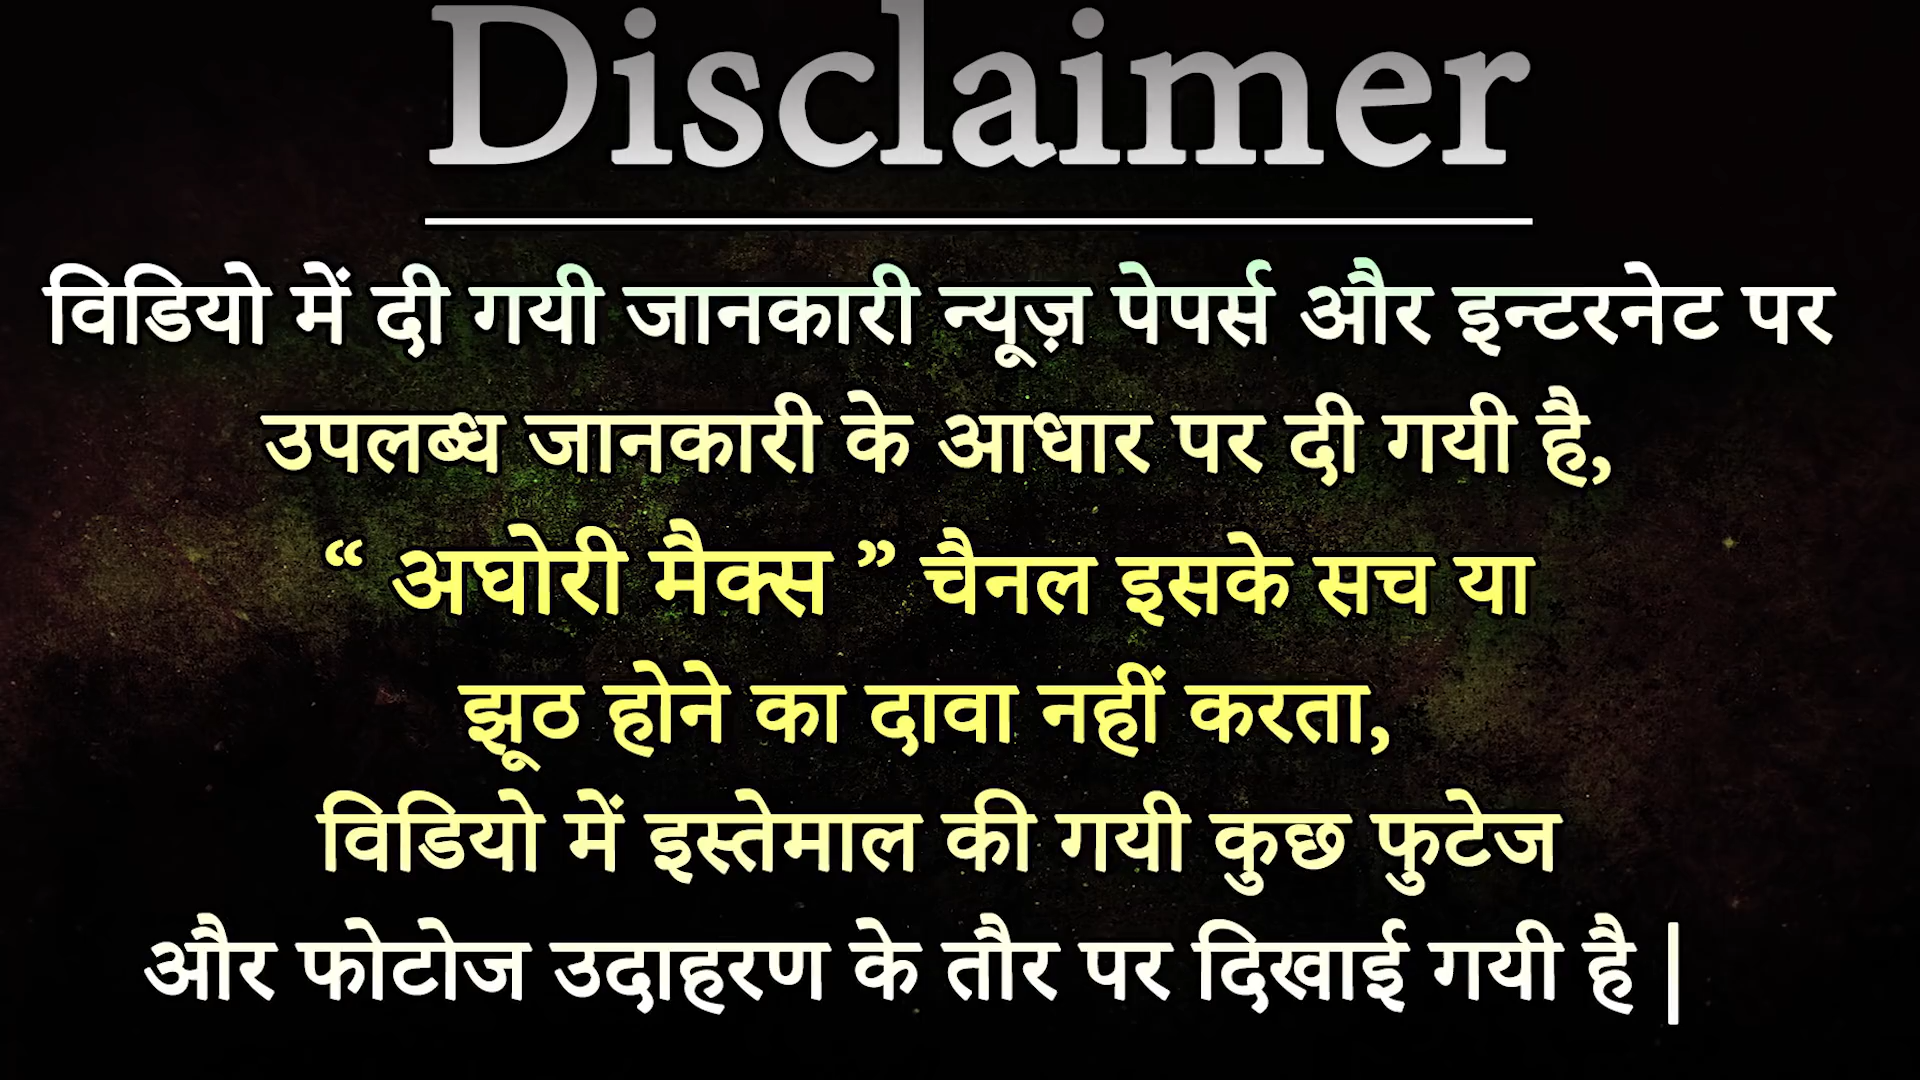 Disclaimer
विडियो में दी गयी जानकारी न्यूज़ पेपर्स और इन्टरनेट पर
उपलब्ध जानकारी के आधार पर दी गयी है,
“ अघोरी मैक्स ” चैनल इसके सच या
झूठ होने का दावा नहीं करता,
विडियो में इस्तेमाल की गयी कुछ फुटेज
और फोटोज उदाहरण के तौर पर दिखाई गयी है |